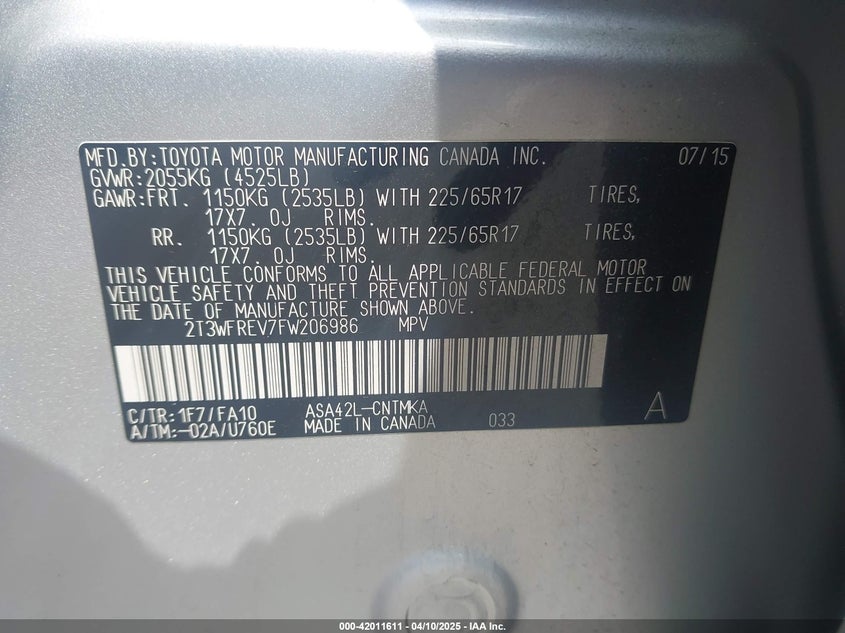 MFD.BY:TOYOTA MOTOR MANUFACTURING CANADA INC. 07/15
GVWR:2055KG (4525LB)
GAWR:FRT. 1150KG (2535LB) WITH 225/65R17 TIRES,
17X7.0J RIMS.
RR. 1150KG (2535LB) WITH 225/65R17 TIRES,
17X7.0J RIMS.
THIS VEHICLE CONFORMS TO ALL APPLICABLE FEDERAL MOTOR
VEHICLE SAFETY AND THEFT PREVENTION STANDARDS IN EFFECT ON
THE DATE OF MANUFACTURE SHOWN ABOVE.
2T3WFREV7FW206986 MPV
C/TR:1F7/FA10 ASA42L-CNTMKA
A/TM:-02A/U760E MADE IN CANADA 033 A
000-42011611 - 04/10/2025 - IAA Inc.